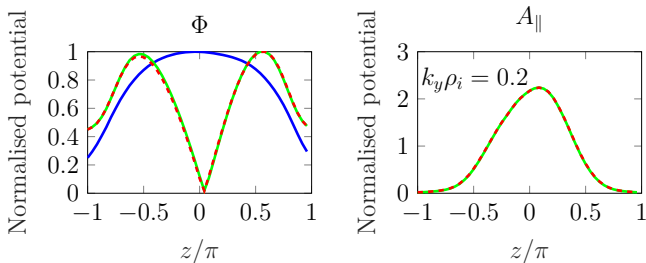 Φ
Normalised potential
1
0.8
0.6
0.4
0.2
0
−1 −0.5 0 0.5 1
z/π
A∥
Normalised potential
3
2
1
0
k_yρ_i = 0.2
−1 −0.5 0 0.5 1
z/π